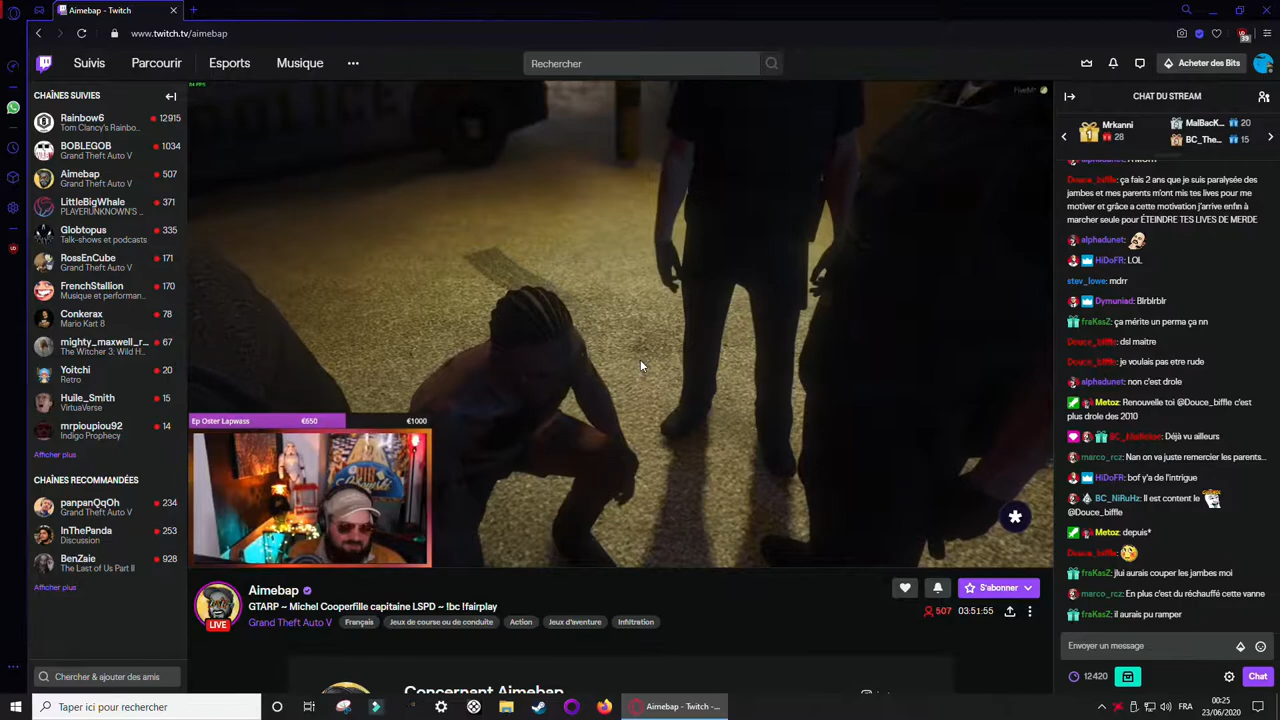 Aimebap - Twitch
www.twitch.tv/aimebap
Suivis
Parcourir
Esports
Musique
Rechercher
Acheter des Bits
CHAÎNES SUIVIES
Rainbow6 12915
Tom Clancy's Rainbo...
BOBLEGOB 1034
Grand Theft Auto V
Aimebap 507
Grand Theft Auto V
LittleBigWhale 371
PLAYERUNKNOWN'S ...
Globtopus 335
Talk-shows et podcasts
RossEnCube 171
Grand Theft Auto V
FrenchStallion 170
Musique et performan...
Conkerax 78
Mario Kart 8
mighty_maxwell_r... 67
The Witcher 3: Wild H...
Yoitchi 20
Retro
Huile_Smith 15
VirtuaVerse
mrpioupiou92 14
Indigo Prophecy
Afficher plus
CHAÎNES RECOMMANDÉES
panpanQqOh 234
Grand Theft Auto V
InThePanda 253
Discussion
BenZaie 928
The Last of Us Part II
Afficher plus
Chercher & ajouter des amis
84 FPS
FiveM
Ep Oster Lapwass €650 €1000
Aimebap
GTARP ~ Michel Cooperfille capitaine LSPD ~ !bc !fairplay
Grand Theft Auto V Français Jeux de course ou de conduite Action Jeux d'aventure Infiltration
LIVE
S'abonner
507 03:51:55
Concernant Aimebap
CHAT DU STREAM
1 Mrkanni
28
MalBacK... 20
BC_The... 15
Douce_biffle: ça fais 2 ans que je suis paralysée des
jambes et mes parents m'ont mis tes lives pour me
motiver et grâce a cette motivation j'arrive enfin à
marcher seule pour ÉTEINDRE TES LIVES DE MERDE
alphadunet:
HiDoFR: LOL
stev_lowe: mdrr
Dymuniad: Blrblrblr
fraKasZ: ça mérite un perma ça nn
Douce_biffle: dsl maitre
Douce_biffle: je voulais pas etre rude
alphadunet: non c'est drole
Metoz: Renouvelle toi @Douce_biffle c'est
plus drole des 2010
Déjà vu ailleurs
marco_rcz: Nan on va juste remercier les parents...
HiDoFR: bof y'a de l'intrigue
BC_NiRuHz: Il est content le
@Douce_biffle
Metoz: depuis*
Douce_biffle:
fraKasZ: jlui aurais couper les jambes moi
marco_rcz: En plus c'est du réchauffé cette vanne
fraKasZ: il aurais pu ramper
Envoyer un message
12420
Chat
Taper ici pour rechercher
Aimebap - Twitch -...
FRA
00:25
23/06/2020